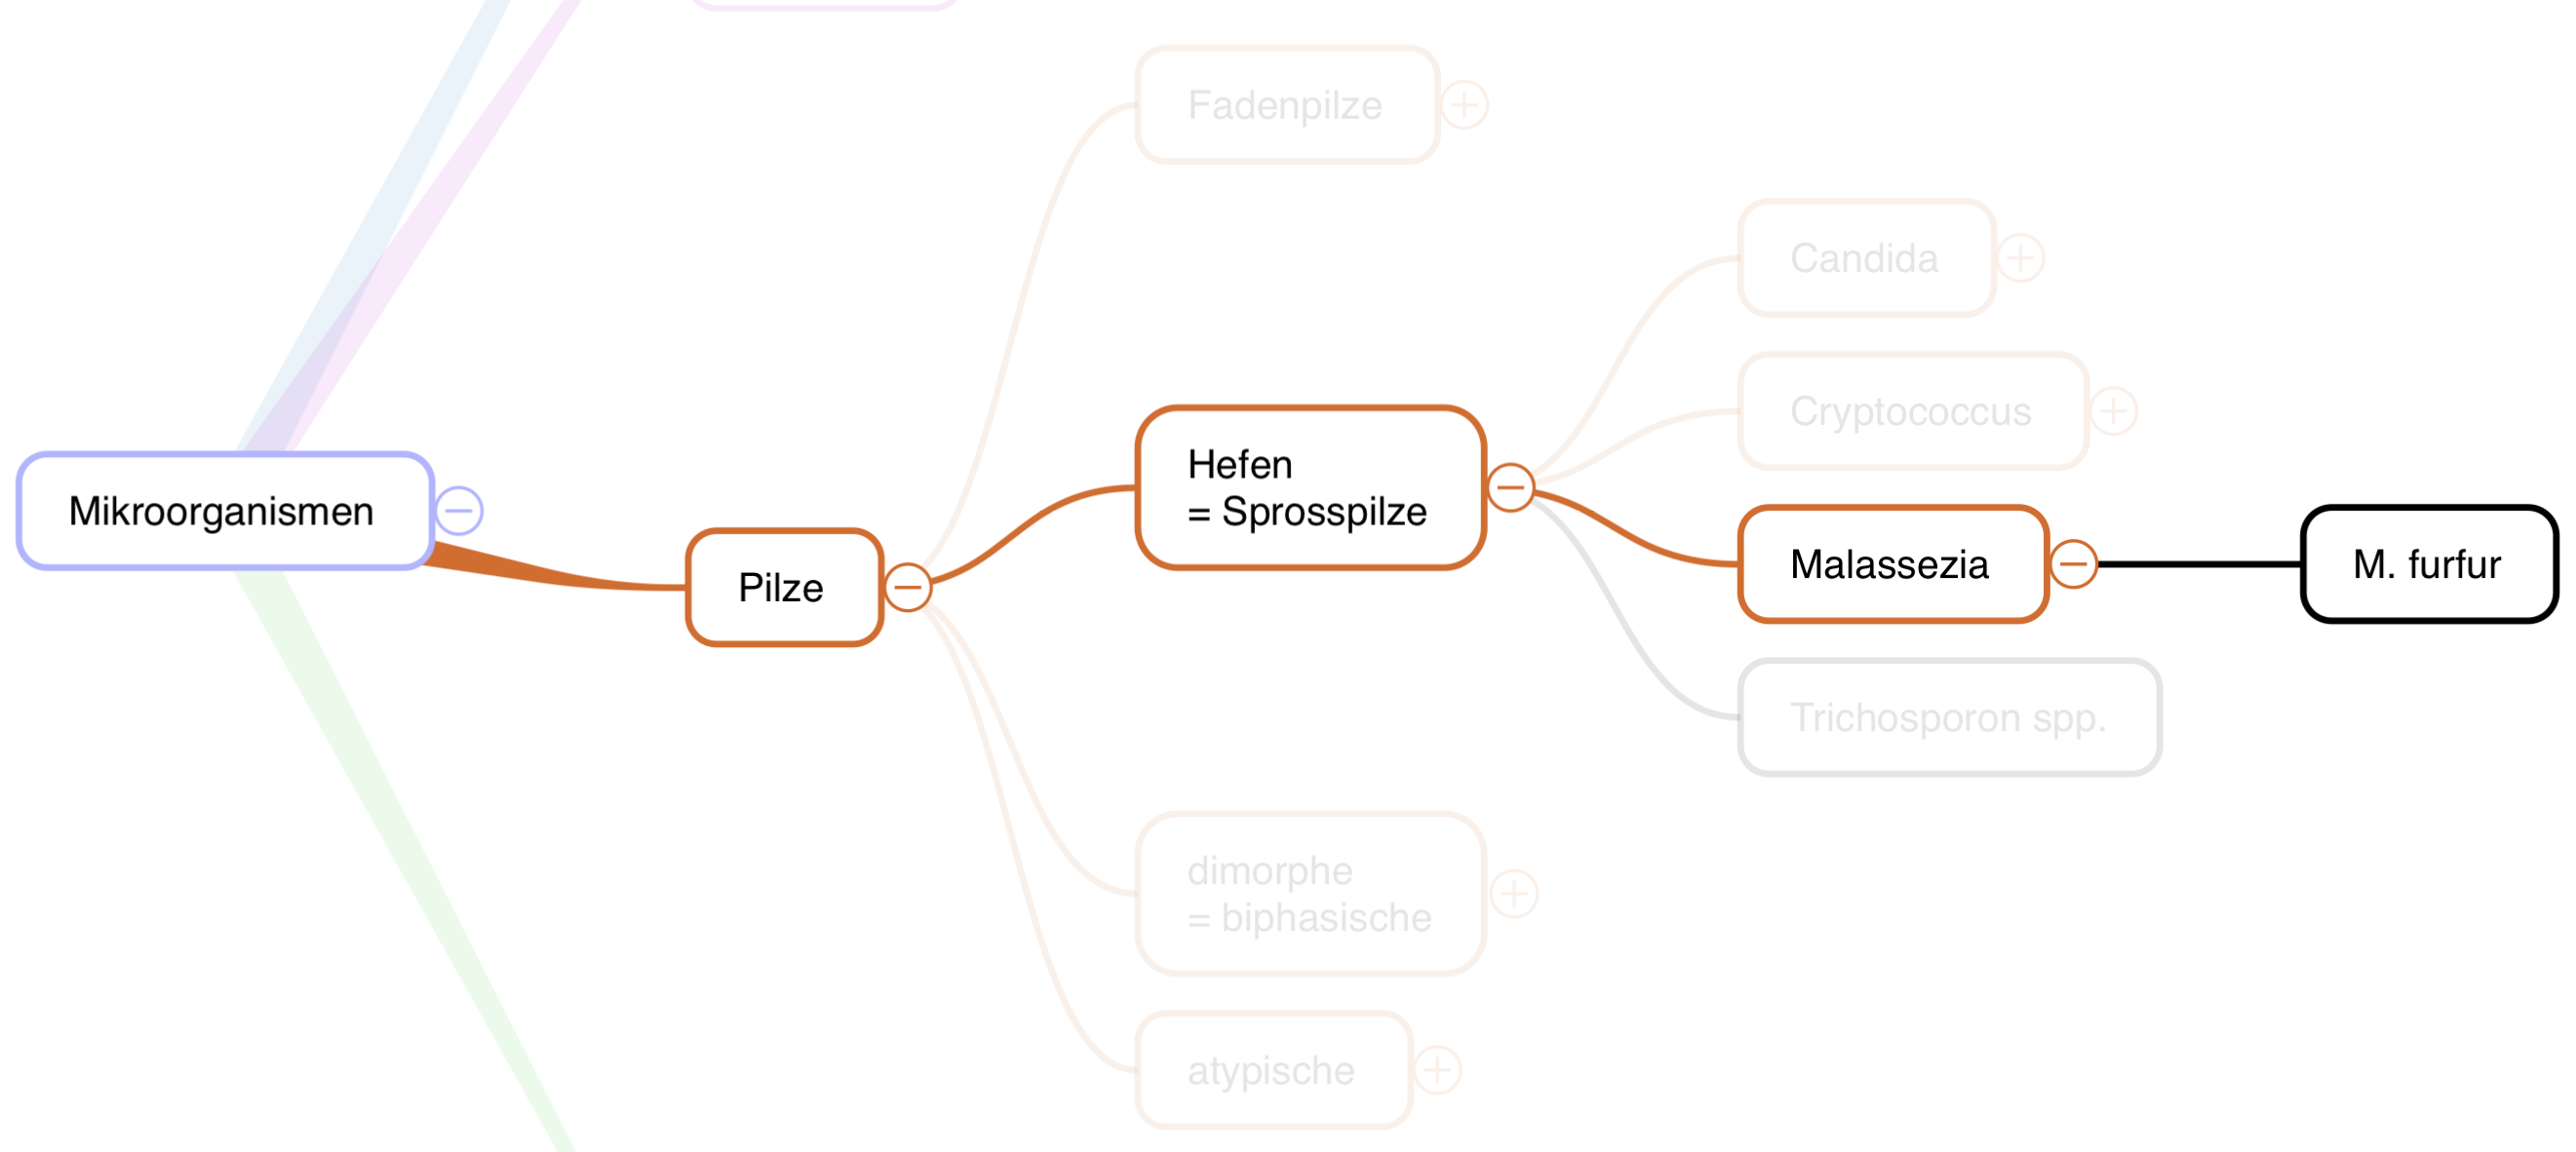 Mikroorganismen
Pilze
Fadenpilze
Hefen
= Sprosspilze
Candida
Cryptococcus
Malassezia
M. furfur
Trichosporon spp.
dimorphe
= biphasische
atypische